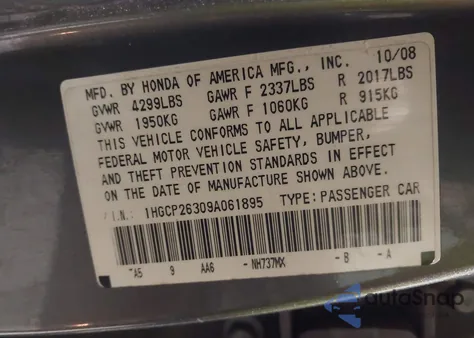 MFD. BY HONDA OF AMERICA MFG., INC. 10/08
GVWR 4299LBS GAWR F 2337LBS R 2017LBS
GVWR 1950KG GAWR F 1060KG R 915KG
THIS VEHICLE CONFORMS TO ALL APPLICABLE
FEDERAL MOTOR VEHICLE SAFETY, BUMPER,
AND THEFT PREVENTION STANDARDS IN EFFECT
ON THE DATE OF MANUFACTURE SHOWN ABOVE.
V.I.N.: 1HGCP26309A061895 TYPE: PASSENGER CAR
*A5 9 AA6 -NH737MX -B -A
autoSnap